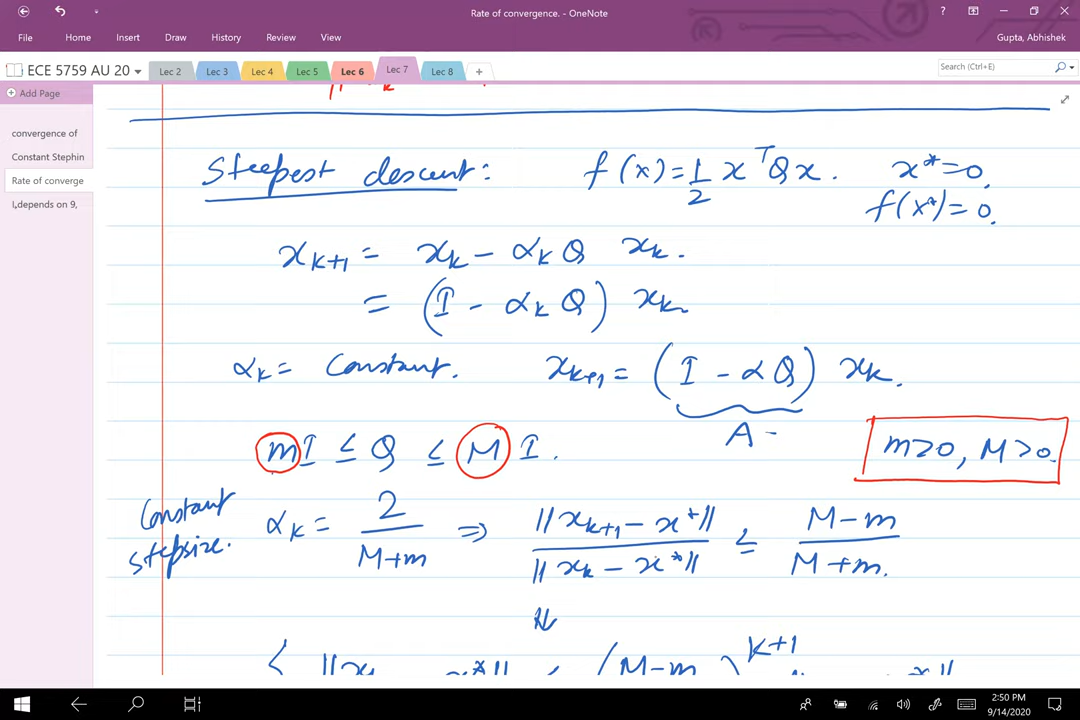 Rate of convergence. - OneNote
?
File Home Insert Draw History Review View
Gupta, Abhishek
ECE 5759 AU 20
Lec 2 Lec 3 Lec 4 Lec 5 Lec 6 Lec 7 Lec 8 +
Search (Ctrl+E)
Add Page
convergence of
Constant Stephin
Rate of converge
I,depends on 9,
Steepest descent: f(x) = 1/2 x^T Q x. x* = 0.
f(x*) = 0.
x_{k+1} = x_k - α_k Q x_k.
= (I - α_k Q) x_k.
α_k = Constant. x_{k+1} = (I - αQ) x_k.
A =
mI ≤ Q ≤ M I. m>0, M>0.
Constant stepsize. α_k = 2/(M+m) ⇒ ||x_{k+1} - x*|| / ||x_k - x*|| ≤ (M-m)/(M+m).
2:50 PM
9/14/2020